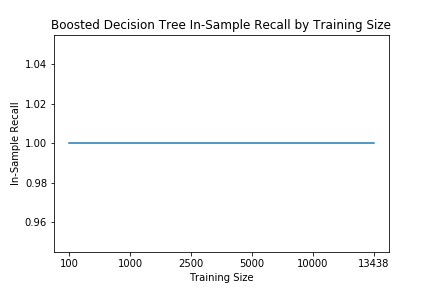 Boosted Decision Tree In-Sample Recall by Training Size
1.04
1.02
1.00
0.98
0.96
In-Sample Recall
100 1000 2500 5000 10000 13438
Training Size